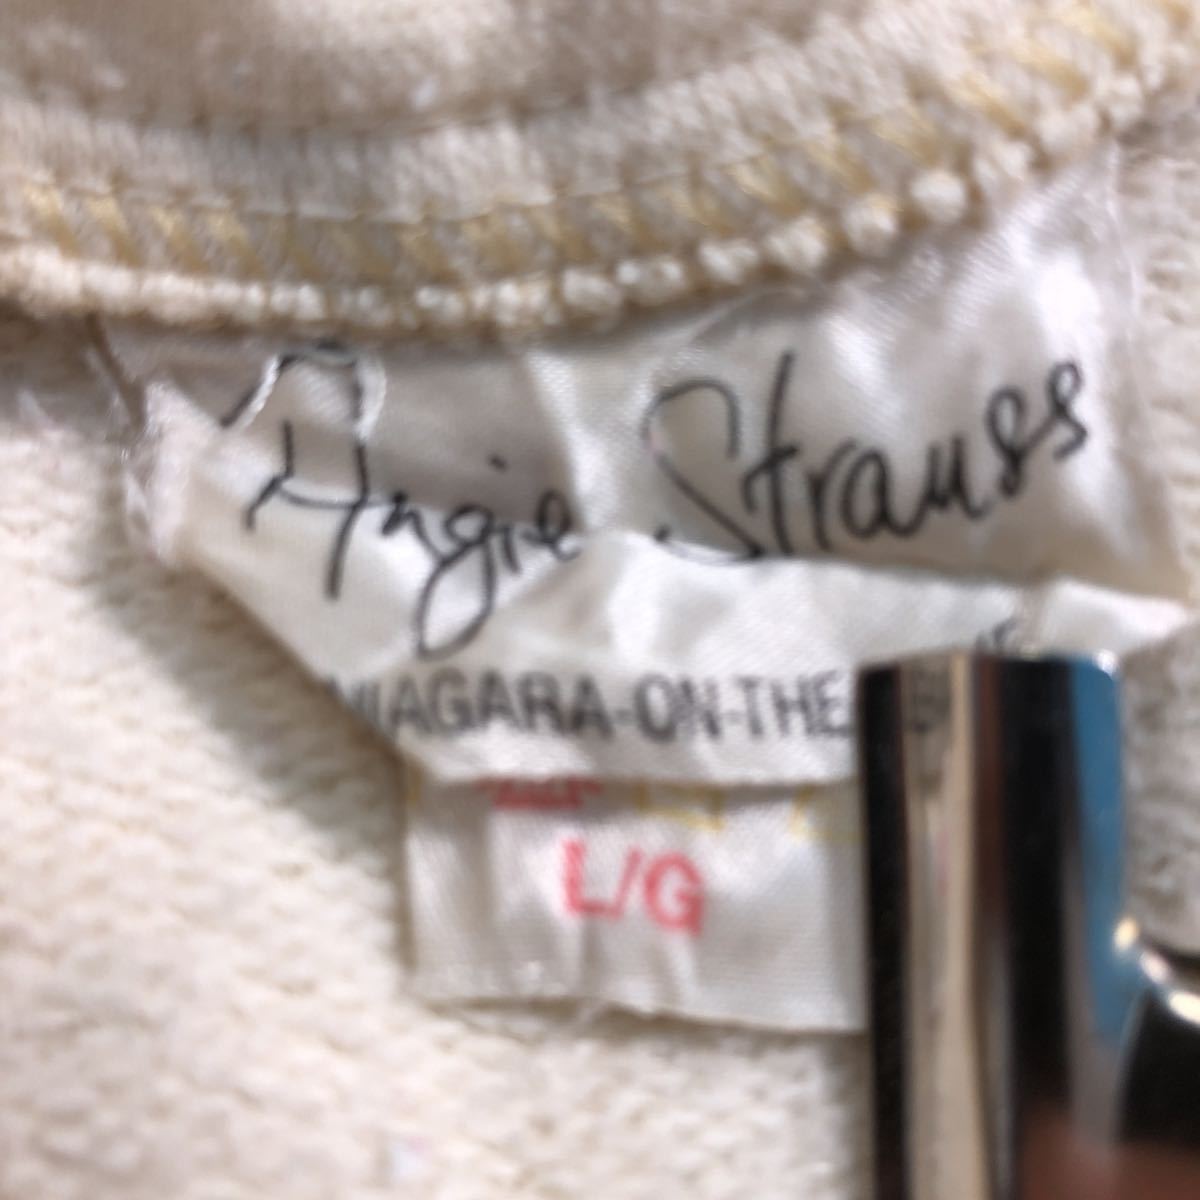 Angie Strauss
NIAGARA-ON-THE
L/G